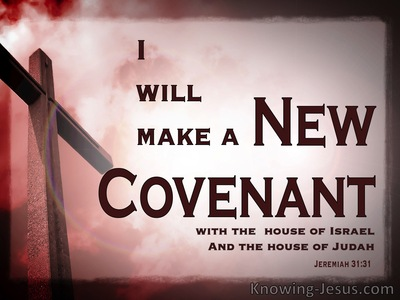 I
WILL
MAKE A NEW
COVENANT
WITH THE HOUSE OF ISRAEL
AND THE HOUSE OF JUDAH
JEREMIAH 31:31
Knowing-Jesus.com